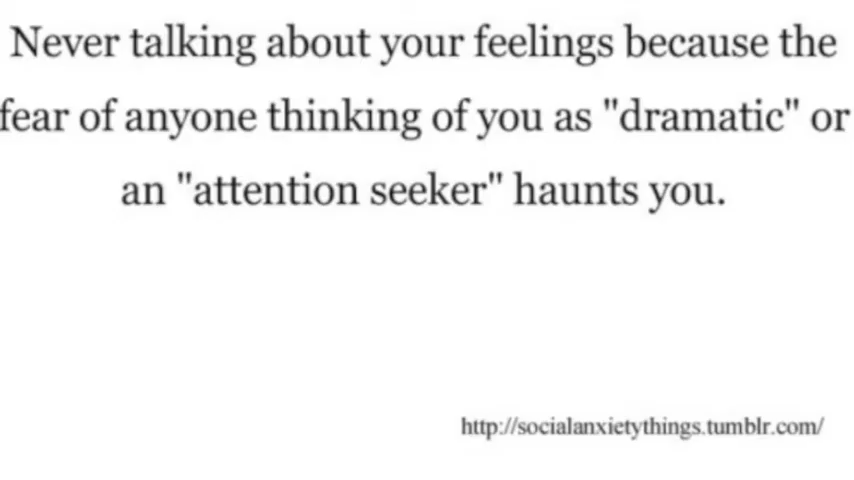 Never talking about your feelings because the
fear of anyone thinking of you as "dramatic" or
an "attention seeker" haunts you.
http://socialanxietythings.tumblr.com/